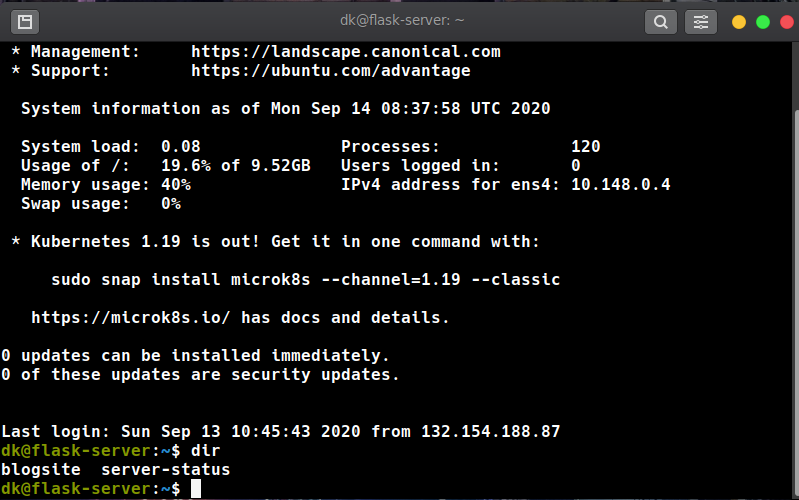 dk@flask-server: ~
* Management:     https://landscape.canonical.com
* Support:        https://ubuntu.com/advantage
System information as of Mon Sep 14 08:37:58 UTC 2020
System load:  0.08              Processes:             120
Usage of /:   19.6% of 9.52GB   Users logged in:       0
Memory usage: 40%               IPv4 address for ens4: 10.148.0.4
Swap usage:   0%
* Kubernetes 1.19 is out! Get it in one command with:
sudo snap install microk8s --channel=1.19 --classic
https://microk8s.io/ has docs and details.
0 updates can be installed immediately.
0 of these updates are security updates.
Last login: Sun Sep 13 10:45:43 2020 from 132.154.188.87
dk@flask-server:~$ dir
blogsite  server-status
dk@flask-server:~$